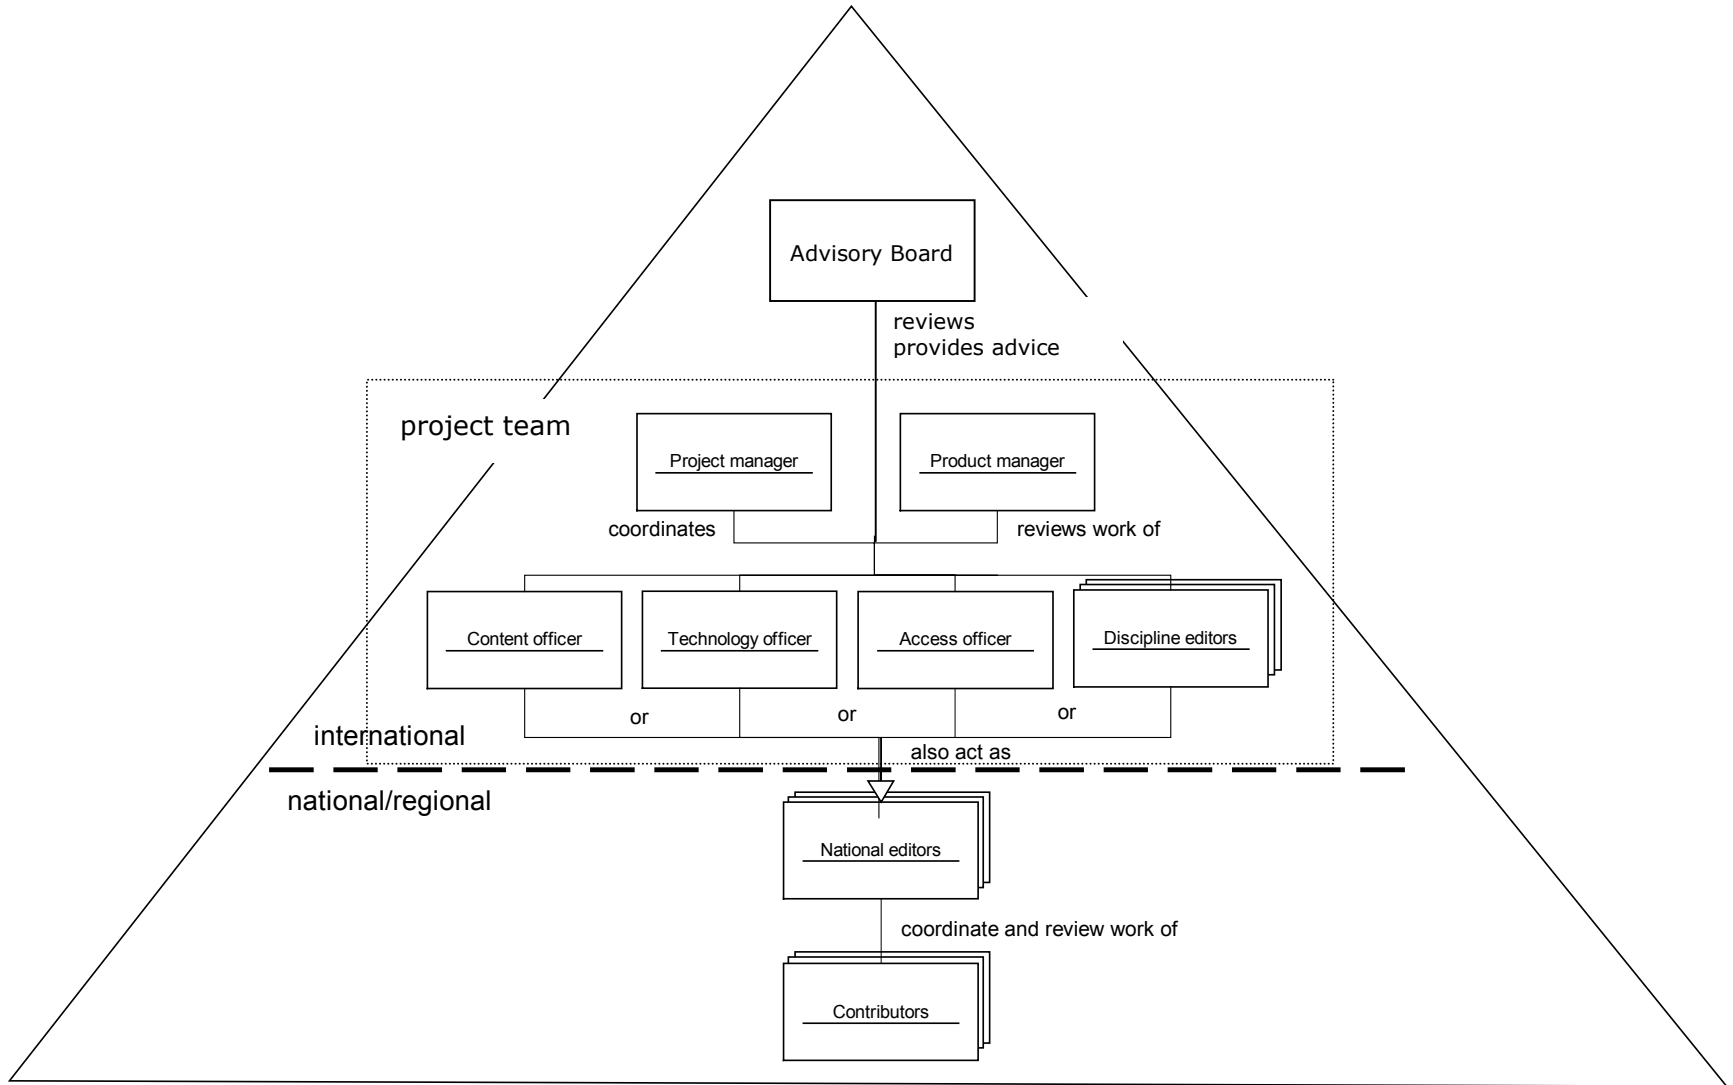 Advisory Board
reviews
provides advice
project team
Project manager
Product manager
coordinates
reviews work of
Content officer
Technology officer
Access officer
Discipline editors
or
or
or
international
also act as
national/regional
National editors
coordinate and review work of
Contributors